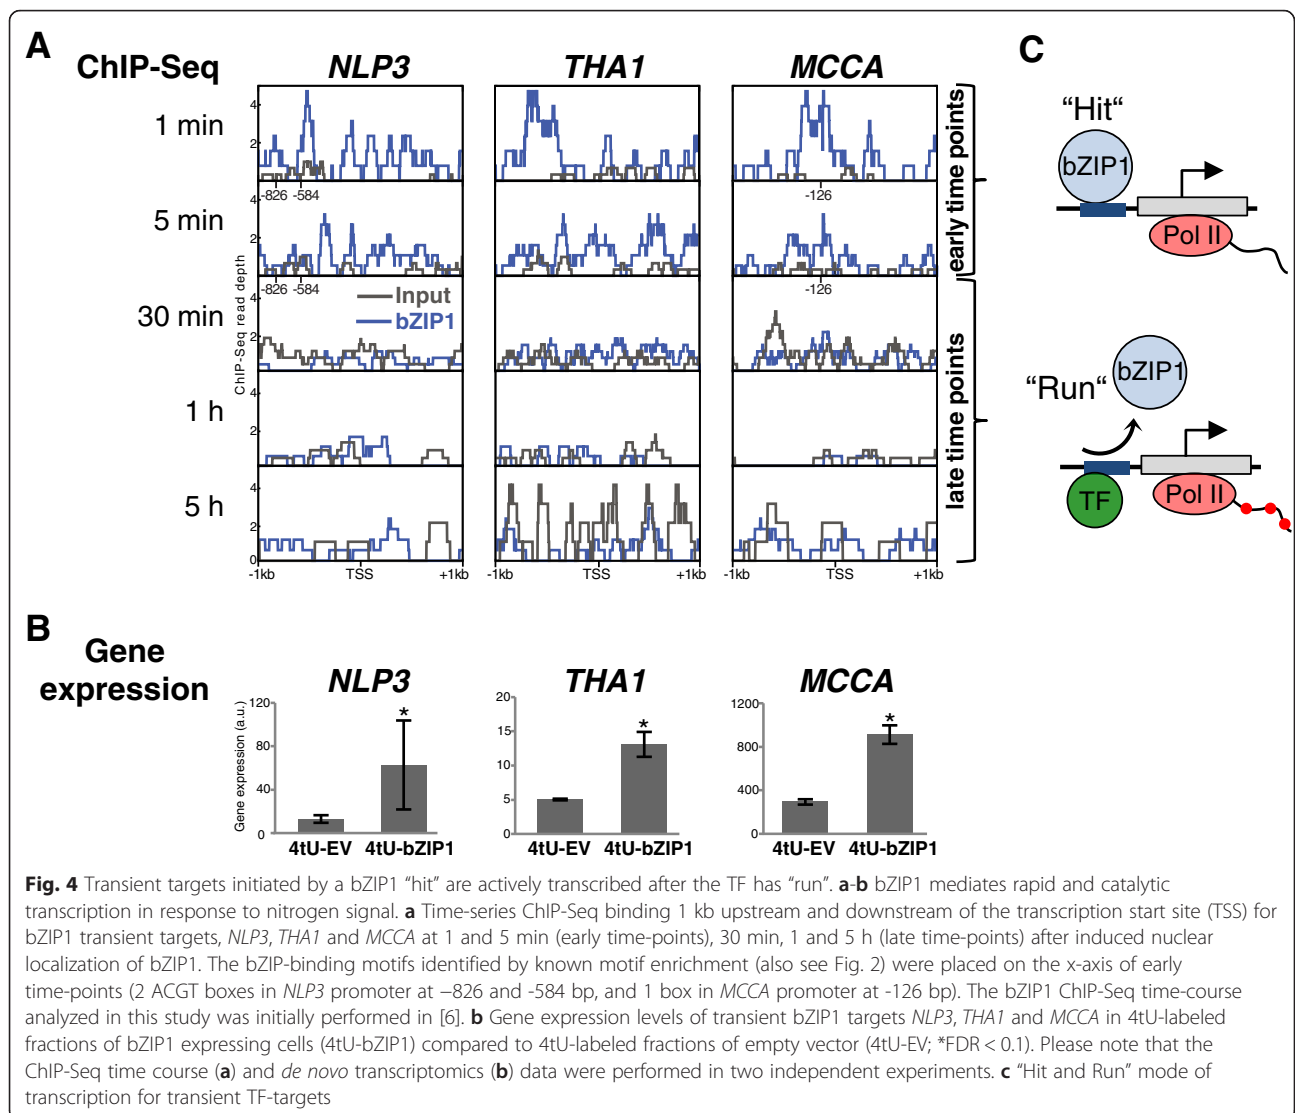 A
ChIP-Seq
NLP3
THA1
MCCA
C
1 min
5 min
30 min
1 h
5 h
ChIP-Seq read depth
4
2
-826 -584
-126
4
2
-826 -584
-126
4
2
Input
bZIP1
4
2
4
2
0
-1kb TSS +1kb
-1kb TSS +1kb
-1kb TSS +1kb
early time points
late time points
"Hit"
bZIP1
Pol II
"Run"
bZIP1
TF
Pol II
B
Gene
expression
NLP3
THA1
MCCA
Gene expression (a.u.)
120
80
40
0
*
4tU-EV 4tU-bZIP1
20
15
10
5
0
*
4tU-EV 4tU-bZIP1
1200
800
400
0
*
4tU-EV 4tU-bZIP1
Fig. 4 Transient targets initiated by a bZIP1 “hit” are actively transcribed after the TF has “run”. a-b bZIP1 mediates rapid and catalytic
transcription in response to nitrogen signal. a Time-series ChIP-Seq binding 1 kb upstream and downstream of the transcription start site (TSS) for
bZIP1 transient targets, NLP3, THA1 and MCCA at 1 and 5 min (early time-points), 30 min, 1 and 5 h (late time-points) after induced nuclear
localization of bZIP1. The bZIP-binding motifs identified by known motif enrichment (also see Fig. 2) were placed on the x-axis of early
time-points (2 ACGT boxes in NLP3 promoter at −826 and -584 bp, and 1 box in MCCA promoter at -126 bp). The bZIP1 ChIP-Seq time-course
analyzed in this study was initially performed in [6]. b Gene expression levels of transient bZIP1 targets NLP3, THA1 and MCCA in 4tU-labeled
fractions of bZIP1 expressing cells (4tU-bZIP1) compared to 4tU-labeled fractions of empty vector (4tU-EV; *FDR < 0.1). Please note that the
ChIP-Seq time course (a) and de novo transcriptomics (b) data were performed in two independent experiments. c “Hit and Run” mode of
transcription for transient TF-targets